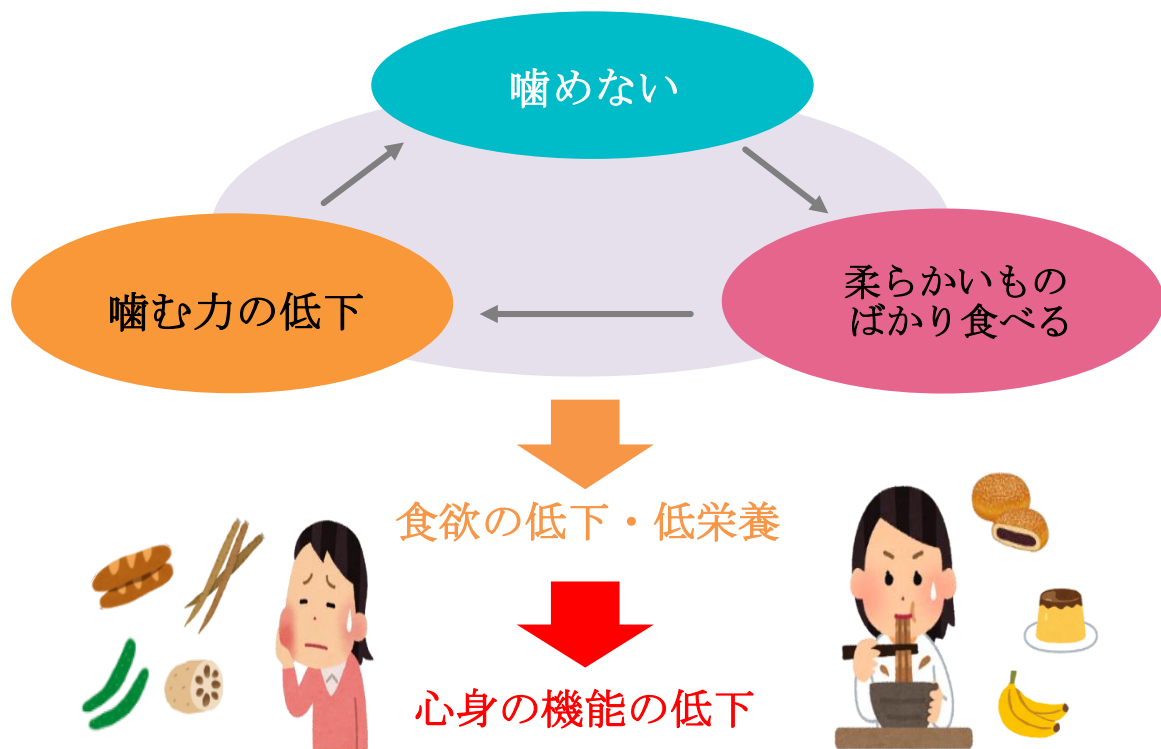 噛めない
柔らかいもの
ばかり食べる
噛む力の低下
食欲の低下・低栄養
心身の機能の低下